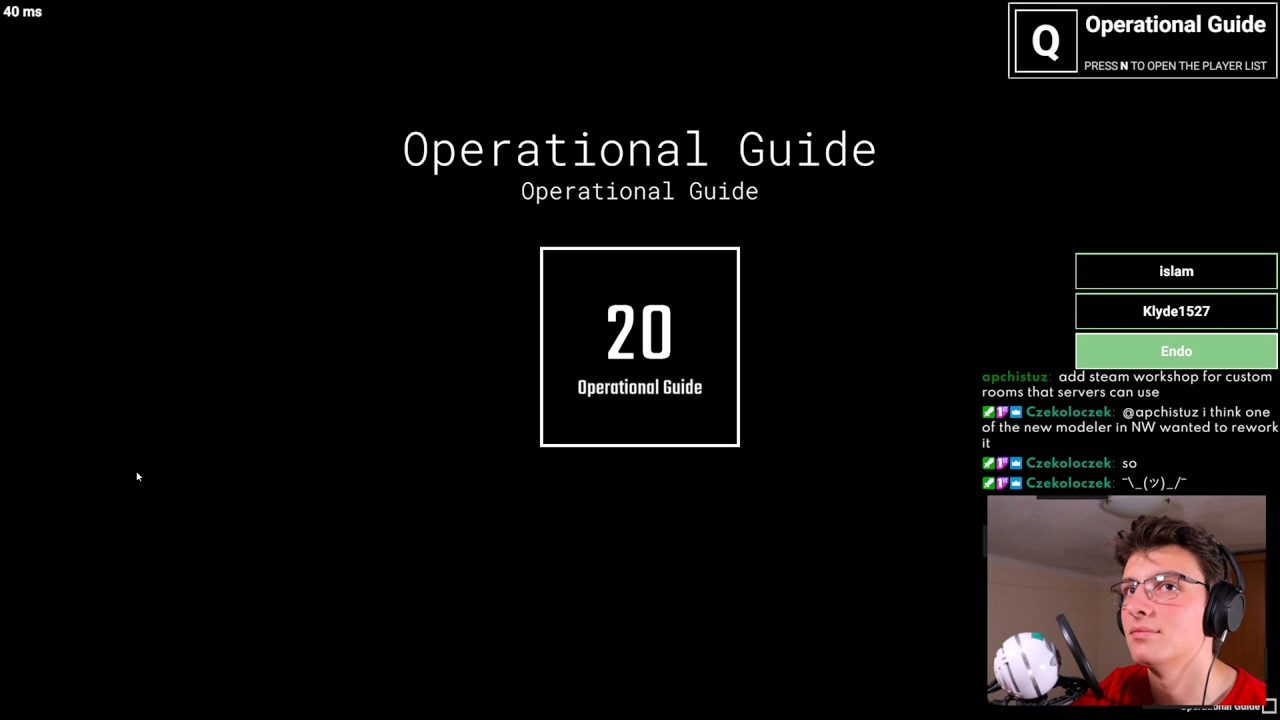 40 ms
Q
Operational Guide
PRESS N TO OPEN THE PLAYER LIST
Operational Guide
Operational Guide
20
Operational Guide
islam
Klyde1527
Endo
apchistuz: add steam workshop for custom
rooms that servers can use
Czekoloczek: @apchistuz i think one
of the new modeler in NW wanted to rework
it
Czekoloczek: so
Czekoloczek: ¯\_(ツ)_/¯
Operational Guide